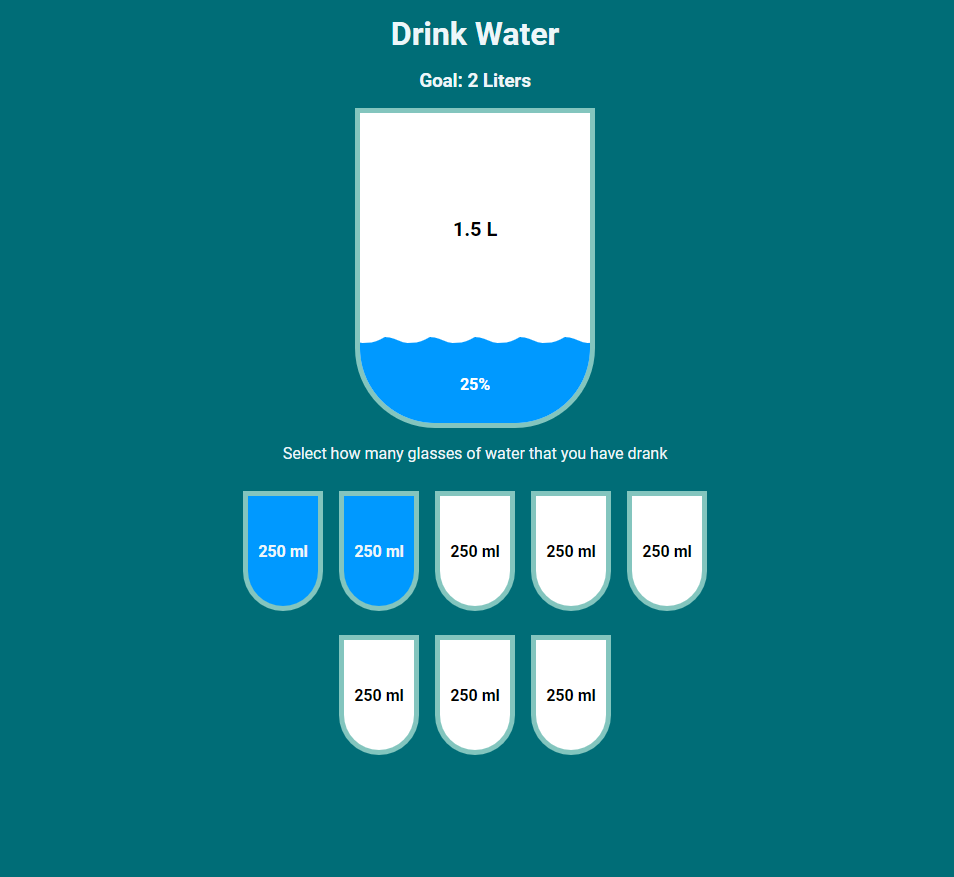 Drink Water
Goal: 2 Liters
1.5 L
25%
Select how many glasses of water that you have drank
250 ml 250 ml 250 ml 250 ml 250 ml
250 ml 250 ml 250 ml